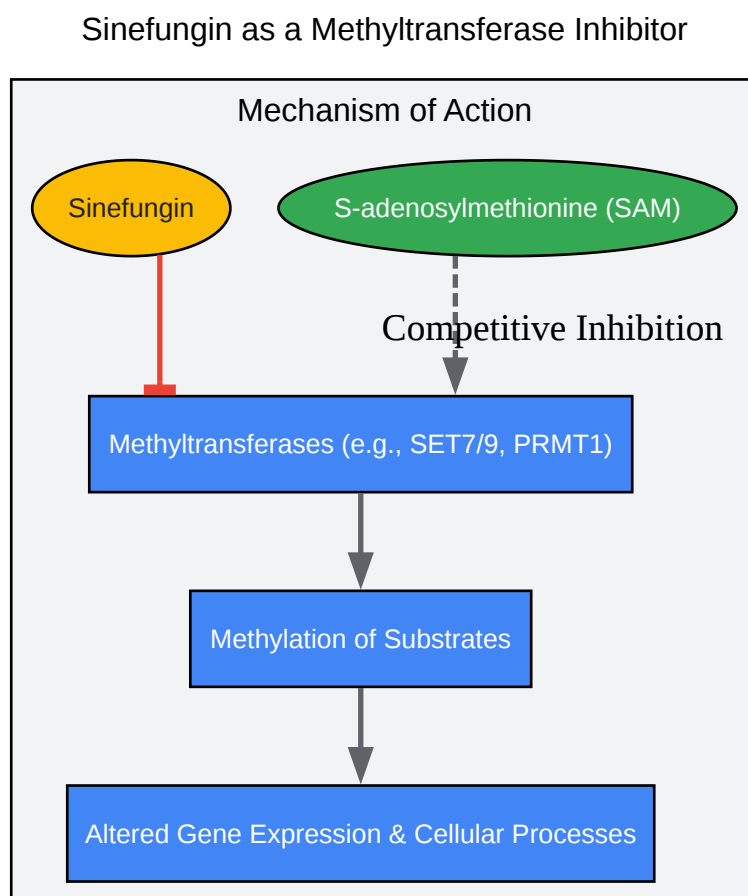 Sinefungin as a Methyltransferase Inhibitor
Mechanism of Action
Sinefungin
S-adenosylmethionine (SAM)
Competitive Inhibition
Methyltransferases (e.g., SET7/9, PRMT1)
Methylation of Substrates
Altered Gene Expression & Cellular Processes